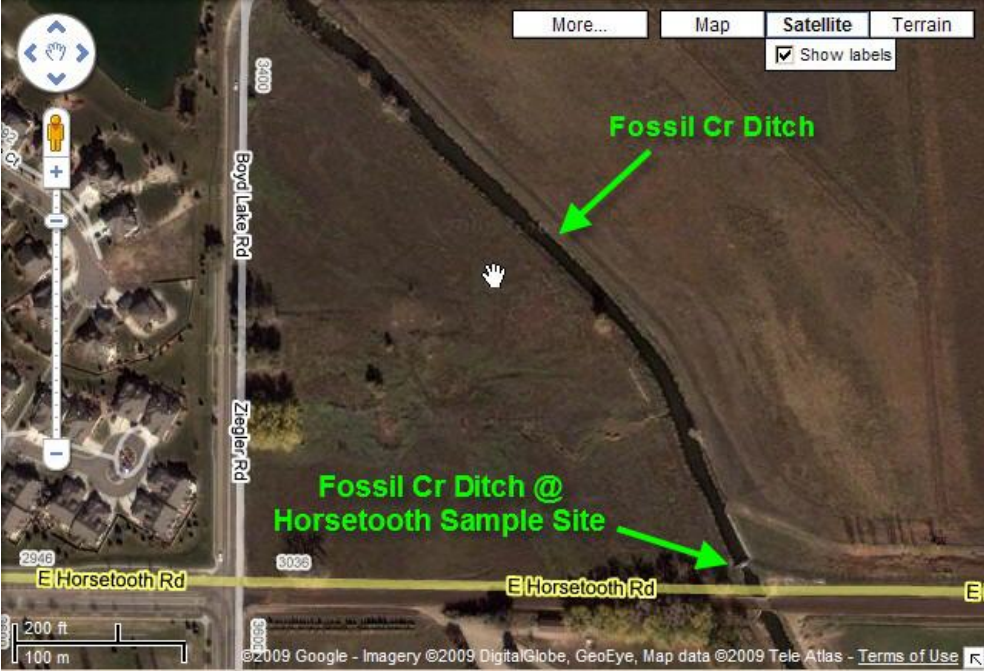 More...
Map
Satellite
Terrain
Show labels
3400
Fossil Cr Ditch
Ct
Boyd Lake Rd
Ziegler Rd
Fossil Cr Ditch @
Horsetooth Sample Site
2946
3036
E Horsetooth Rd
E Horsetooth Rd
E
200 ft
100 m
3600
©2009 Google - Imagery ©2009 DigitalGlobe, GeoEye, Map data ©2009 Tele Atlas - Terms of Use